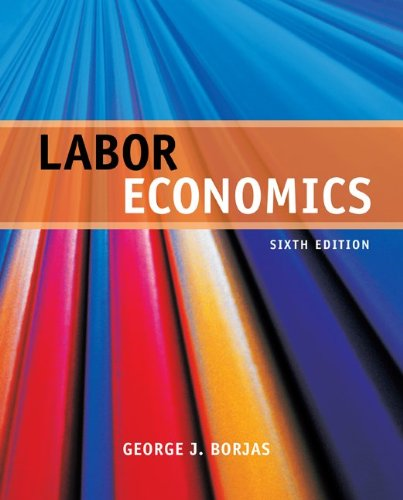 LABOR
ECONOMICS
SIXTH EDITION
GEORGE J. BORJAS